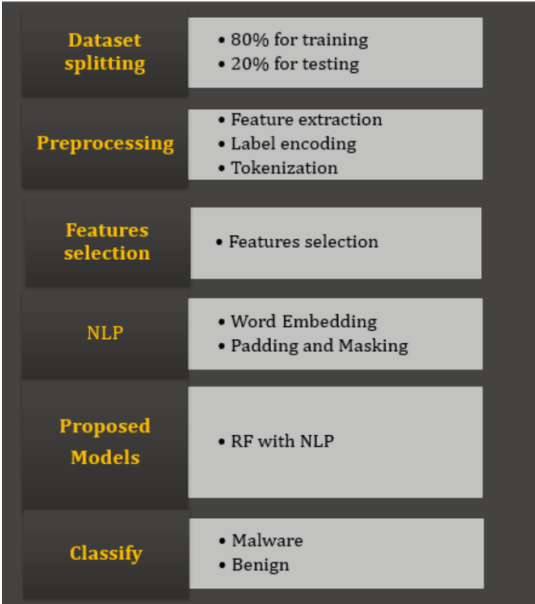 Dataset
splitting
• 80% for training
• 20% for testing
Preprocessing
• Feature extraction
• Label encoding
• Tokenization
Features
selection
• Features selection
NLP
• Word Embedding
• Padding and Masking
Proposed
Models
• RF with NLP
Classify
• Malware
• Benign